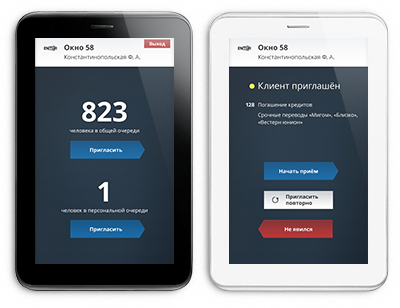 Окно 58
Выход
Константинопольская Ф. А.
823
человека в общей очереди
Пригласить
1
человек в персональной очереди
Пригласить
Окно 58
Константинопольская Ф. А.
Клиент приглашён
128 Погашение кредитов
Срочные переводы «Мигом», «Близко»,
«Вестерн юнион»
Начать приём
Пригласить
повторно
Не явился